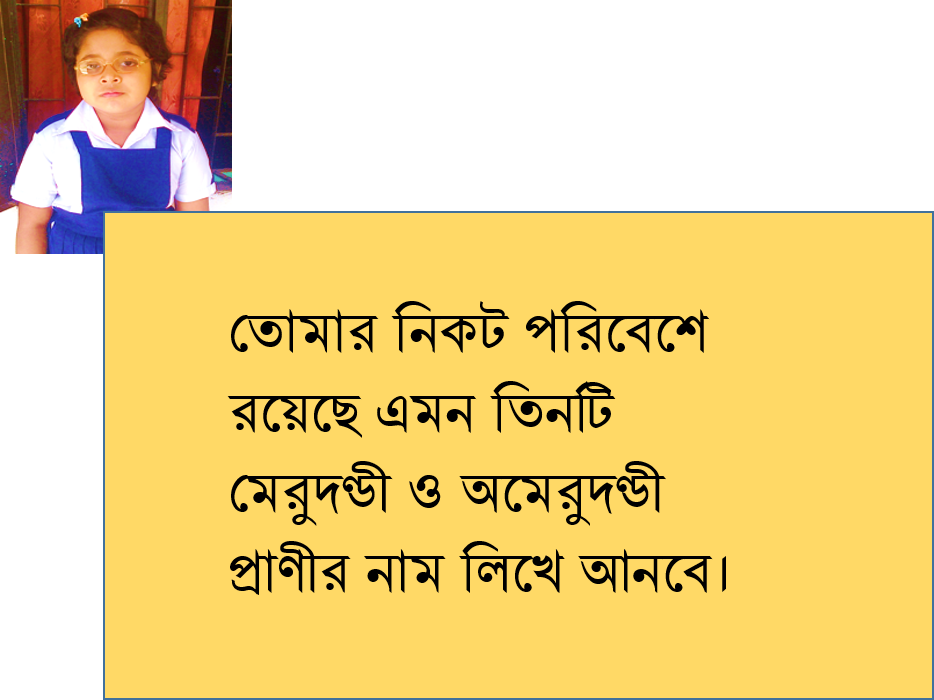 তোমার নিকট পরিবেশে
রয়েছে এমন তিনটি
মেরুদণ্ডী ও অমেরুদণ্ডী
প্রাণীর নাম লিখে আনবে।